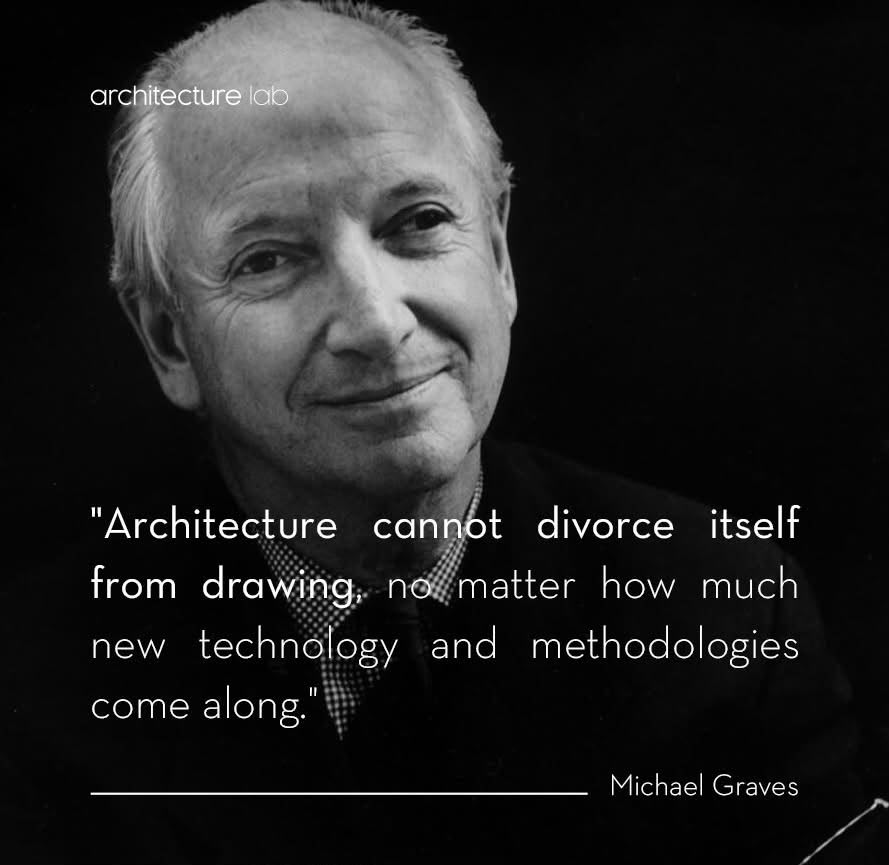 architecture lab
"Architecture cannot divorce itself
from drawing, no matter how much
new technology and methodologies
come along."
Michael Graves